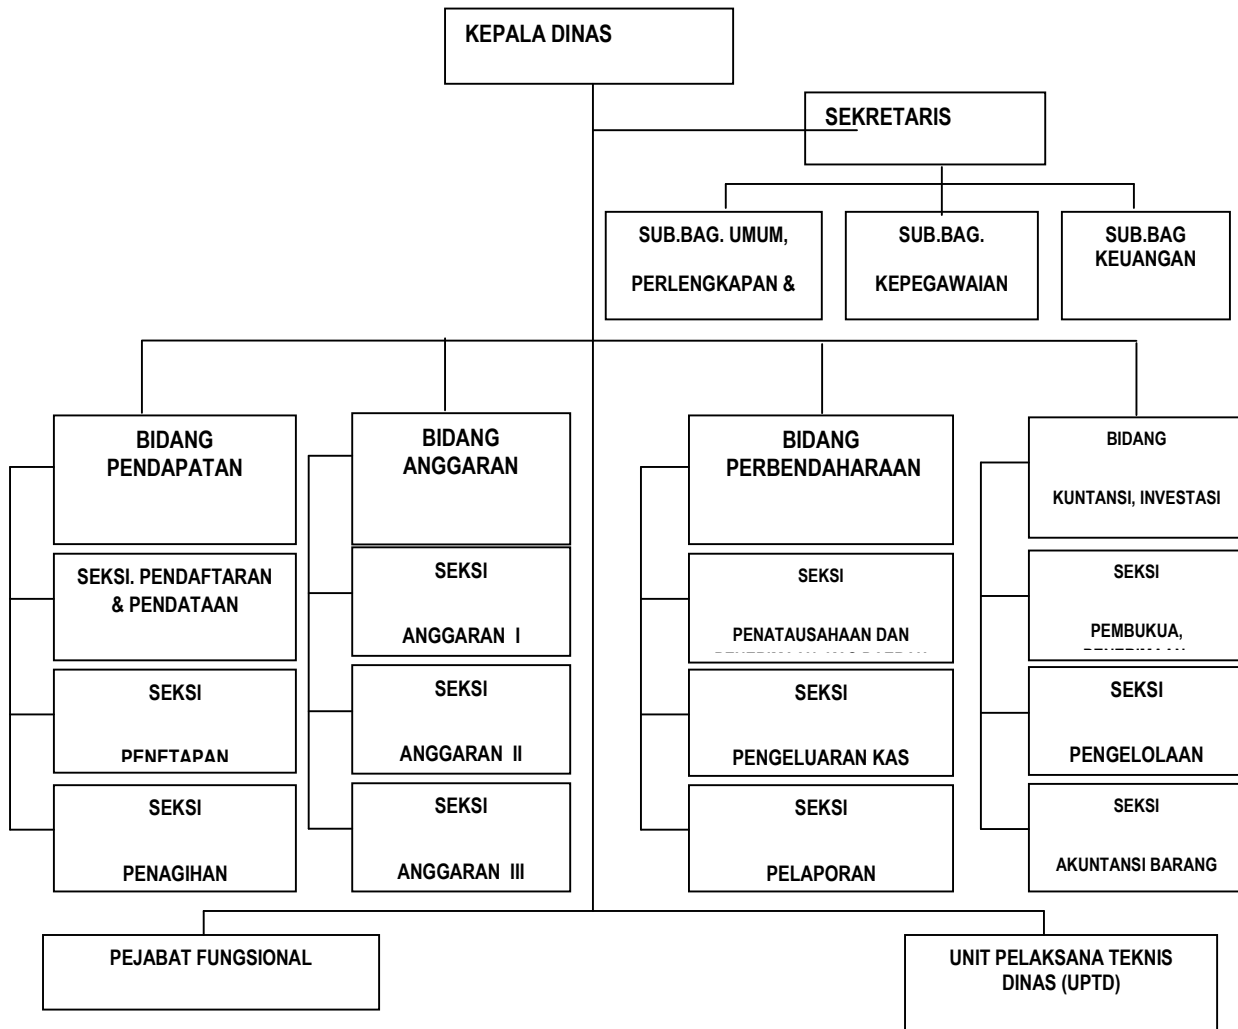 KEPALA DINAS
SEKRETARIS
SUB.BAG. UMUM,
PERLENGKAPAN &
SUB.BAG.
KEPEGAWAIAN
SUB.BAG
KEUANGAN
BIDANG
PENDAPATAN
BIDANG
ANGGARAN
BIDANG
PERBENDAHARAAN
BIDANG
KUNTANSI, INVESTASI
SEKSI. PENDAFTARAN
& PENDATAAN
SEKSI
ANGGARAN I
SEKSI
PENATAUSAHAAN DAN
SEKSI
PEMBUKUA,
SEKSI
PENETAPAN
SEKSI
ANGGARAN II
SEKSI
PENGELUARAN KAS
SEKSI
PENGELOLAAN
SEKSI
PENAGIHAN
SEKSI
ANGGARAN III
SEKSI
PELAPORAN
SEKSI
AKUNTANSI BARANG
PEJABAT FUNGSIONAL
UNIT PELAKSANA TEKNIS
DINAS (UPTD)